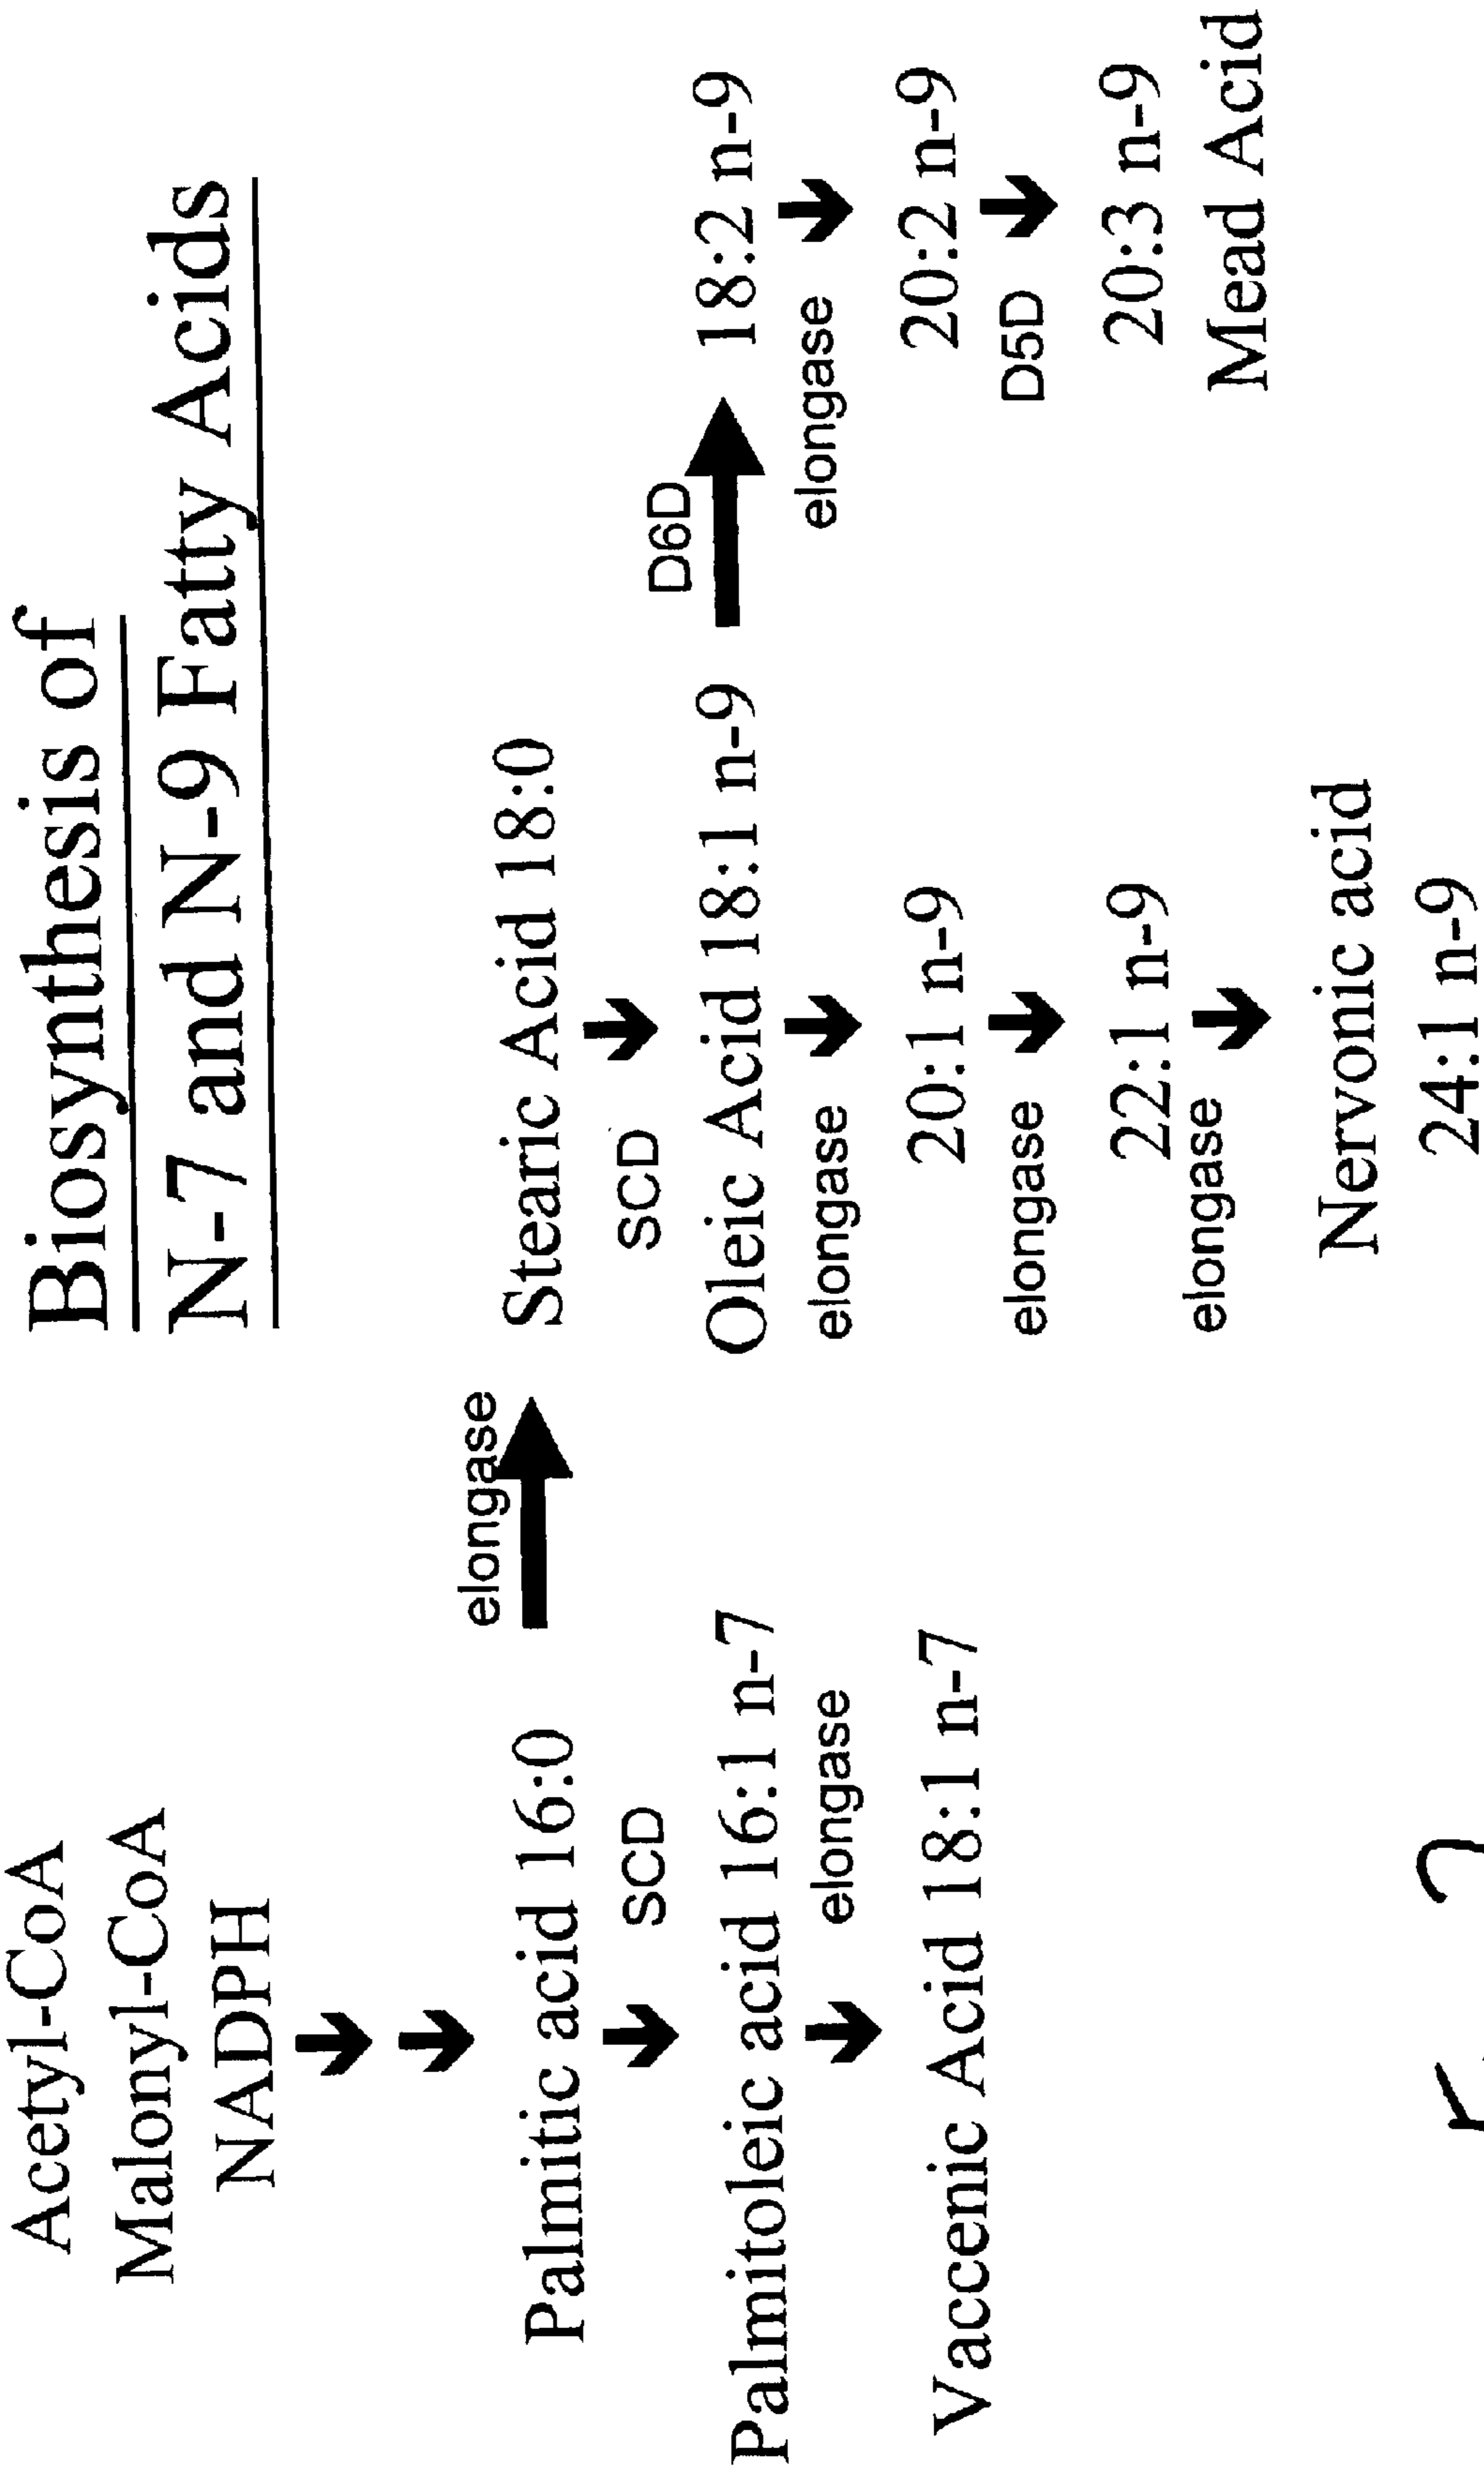 Biosynthesis of
N-7 and N-9 Fatty Acids
Acetyl-CoA
Malonyl-CoA
NADPH
Palmitic acid 16:0
SCD
Palmitoleic acid 16:1 n-7
elongase
Vaccenic Acid 18:1 n-7
elongase
Stearic Acid 18:0
SCD
Oleic Acid 18:1 n-9
elongase
20:1 n-9
elongase
22:1 n-9
elongase
Nervonic acid
24:1 n-9
D6D
18:2 n-9
elongase
20:2 n-9
D5D
20:3 n-9
Mead Acid